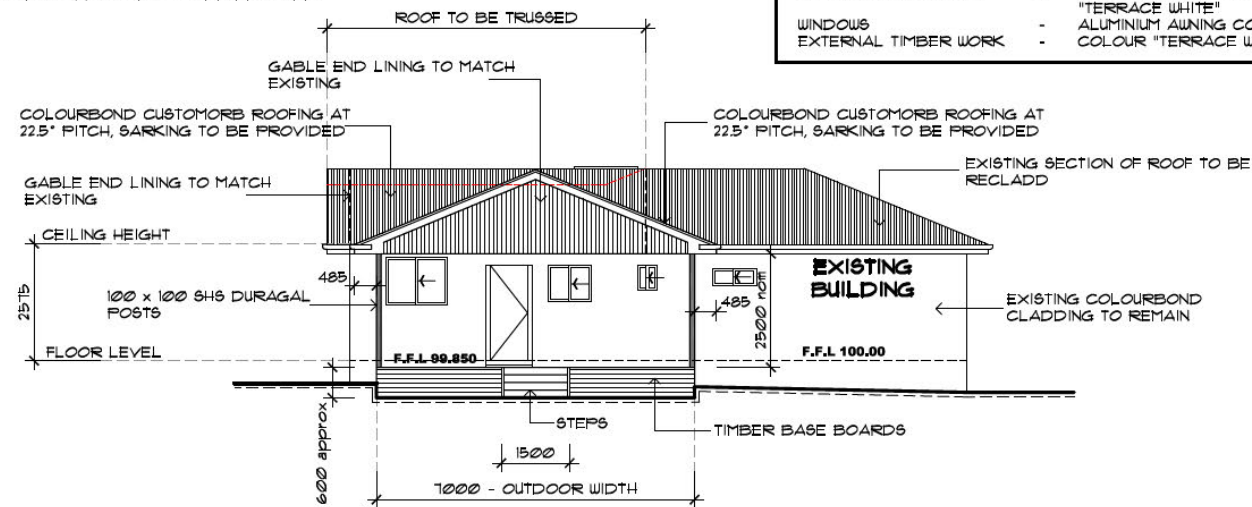 "TERRACE WHITE"
WINDOWS - ALUMINIUM AWNING CO
EXTERNAL TIMBER WORK - COLOUR "TERRACE W
ROOF TO BE TRUSSED
GABLE END LINING TO MATCH
EXISTING
COLOURBOND CUSTOMORB ROOFING AT
22.5° PITCH, SARKING TO BE PROVIDED
COLOURBOND CUSTOMORB ROOFING AT
22.5° PITCH, SARKING TO BE PROVIDED
EXISTING SECTION OF ROOF TO BE
RECLADD
GABLE END LINING TO MATCH
EXISTING
CEILING HEIGHT
EXISTING
BUILDING
485
2575
100 x 100 SHS DURAGAL
POSTS
485
2500 nom
EXISTING COLOURBOND
CLADDING TO REMAIN
FLOOR LEVEL
F.F.L 99.850
F.F.L 100.00
600 approx
STEPS
TIMBER BASE BOARDS
1500
7000 - OUTDOOR WIDTH